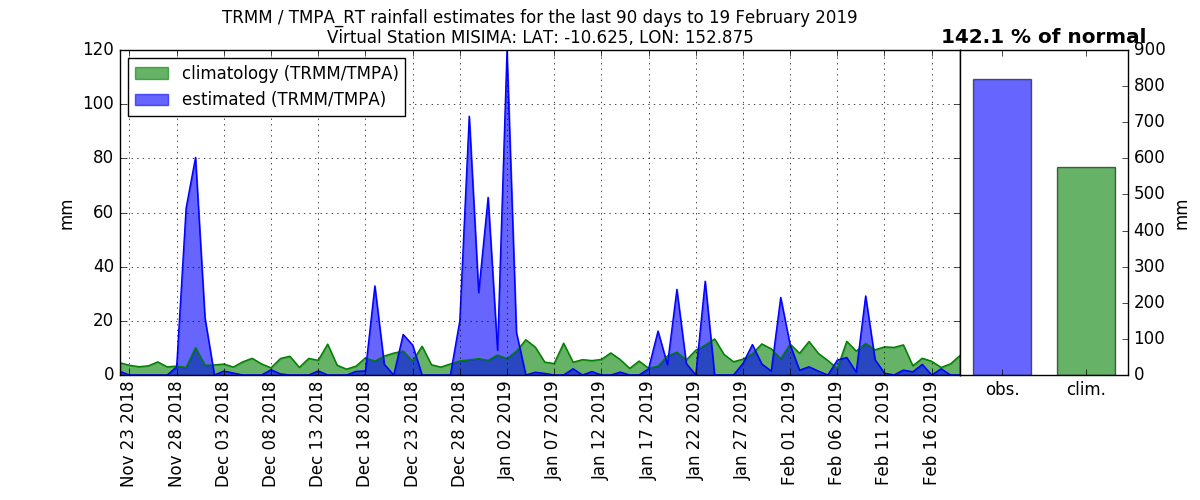 TRMM / TMPA_RT rainfall estimates for the last 90 days to 19 February 2019
Virtual Station MISIMA: LAT: -10.625, LON: 152.875
142.1 % of normal
climatology (TRMM/TMPA)
estimated (TRMM/TMPA)
120
100
80
60
40
20
0
mm
900
800
700
600
500
400
300
200
100
0
mm
Nov 23 2018
Nov 28 2018
Dec 03 2018
Dec 08 2018
Dec 13 2018
Dec 18 2018
Dec 23 2018
Dec 28 2018
Jan 02 2019
Jan 07 2019
Jan 12 2019
Jan 17 2019
Jan 22 2019
Jan 27 2019
Feb 01 2019
Feb 06 2019
Feb 11 2019
Feb 16 2019
obs.
clim.